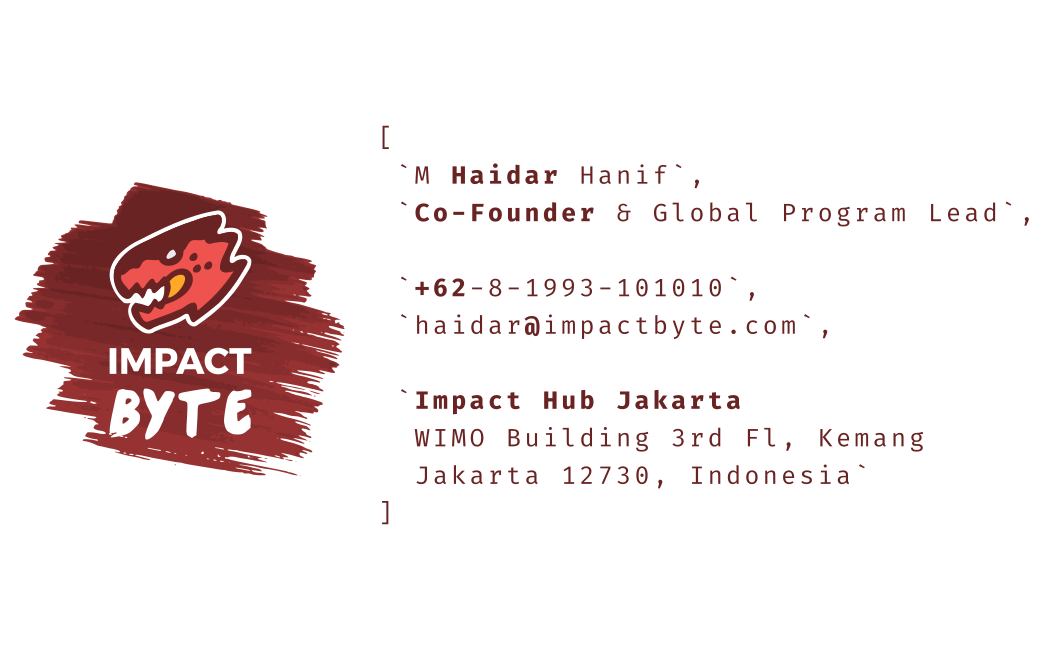 IMPACT
BYTE
[
`M Haidar Hanif`,
`Co-Founder & Global Program Lead`,
`+62-8-1993-101010`,
`haidar@impactbyte.com`,
`Impact Hub Jakarta
WIMO Building 3rd Fl, Kemang
Jakarta 12730, Indonesia`
]